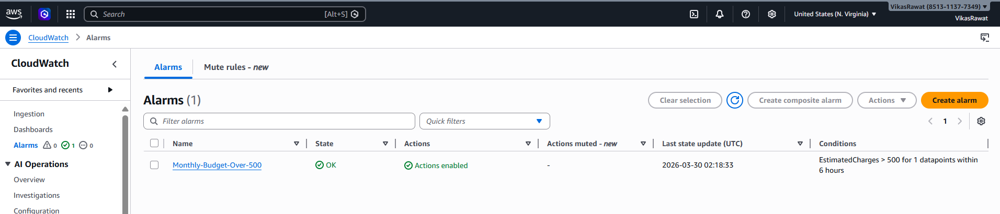 aws
Search
[Alt+S]
United States (N. Virginia)
VikasRawat (8513-1137-7349)
VikasRawat
CloudWatch
Alarms
CloudWatch
Favorites and recents
Ingestion
Dashboards
Alarms 0 1 0
AI Operations
Overview
Investigations
Configuration
Alarms
Mute rules - new
Alarms (1)
Clear selection
Create composite alarm
Actions
Create alarm
Filter alarms
Quick filters
1
Name
State
Actions
Actions muted - new
Last state update (UTC)
Conditions
Monthly-Budget-Over-500
OK
Actions enabled
-
2026-03-30 02:18:33
EstimatedCharges > 500 for 1 datapoints within
6 hours